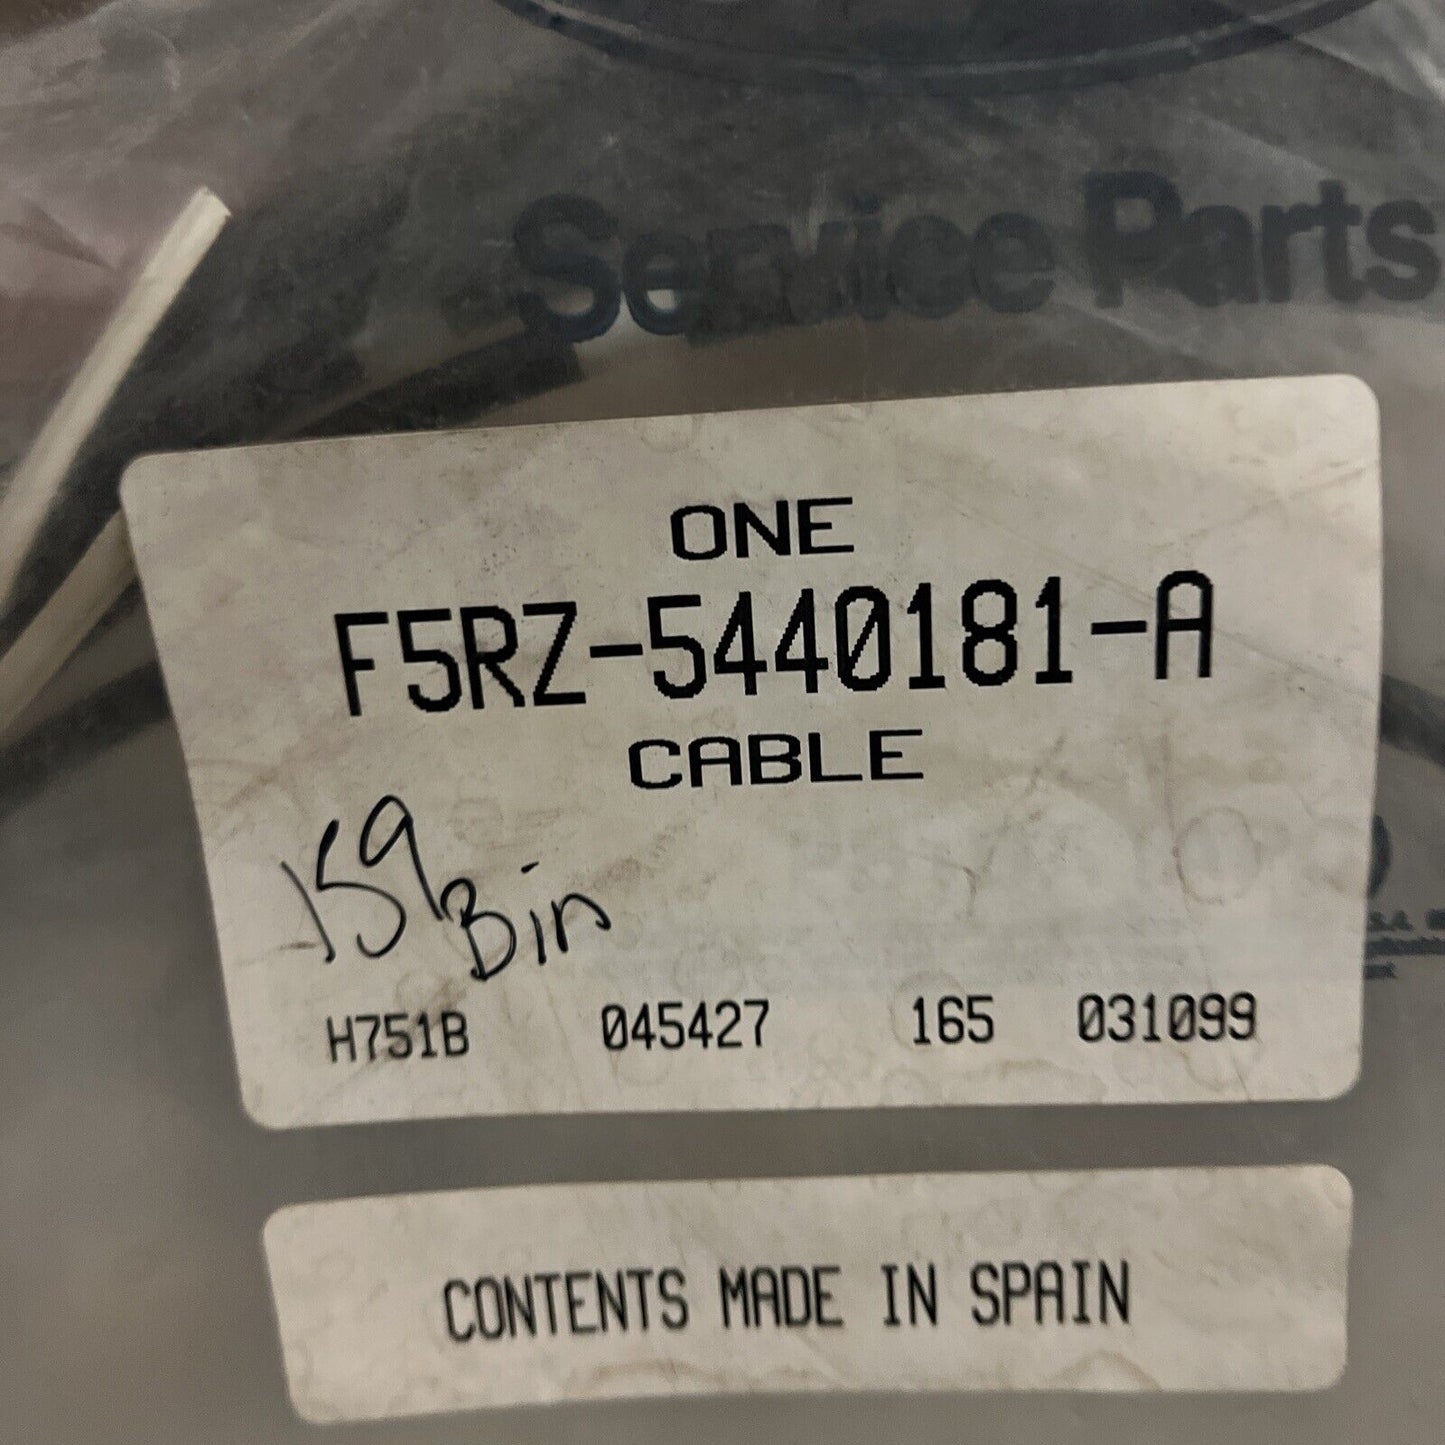 Service Parts
ONE
F5RZ-5440181-A
CABLE
159 Bin
H751B 045427 165 031099
CONTENTS MADE IN SPAIN